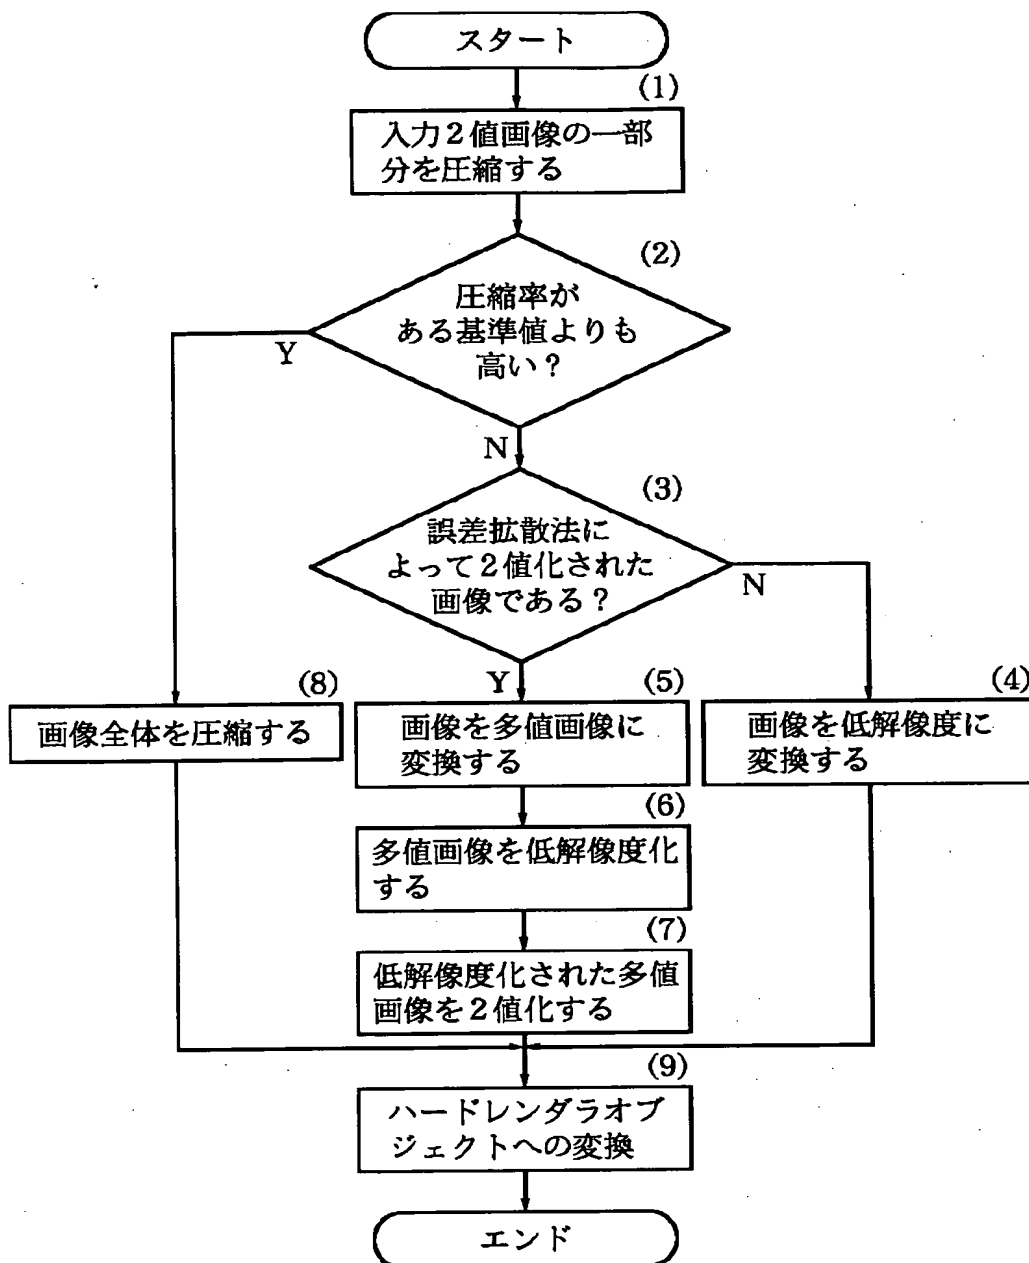 スタート
(1)
入力2値画像の一部
分を圧縮する
(2)
圧縮率が
ある基準値よりも
高い?
Y
N
(3)
誤差拡散法に
よって2値化された
画像である?
N
Y
(8)
画像全体を圧縮する
(5)
画像を多値画像に
変換する
(4)
画像を低解像度に
変換する
(6)
多値画像を低解像度化
する
(7)
低解像度化された多値
画像を2値化する
(9)
ハードレンダラオブ
ジェクトへの変換
エンド